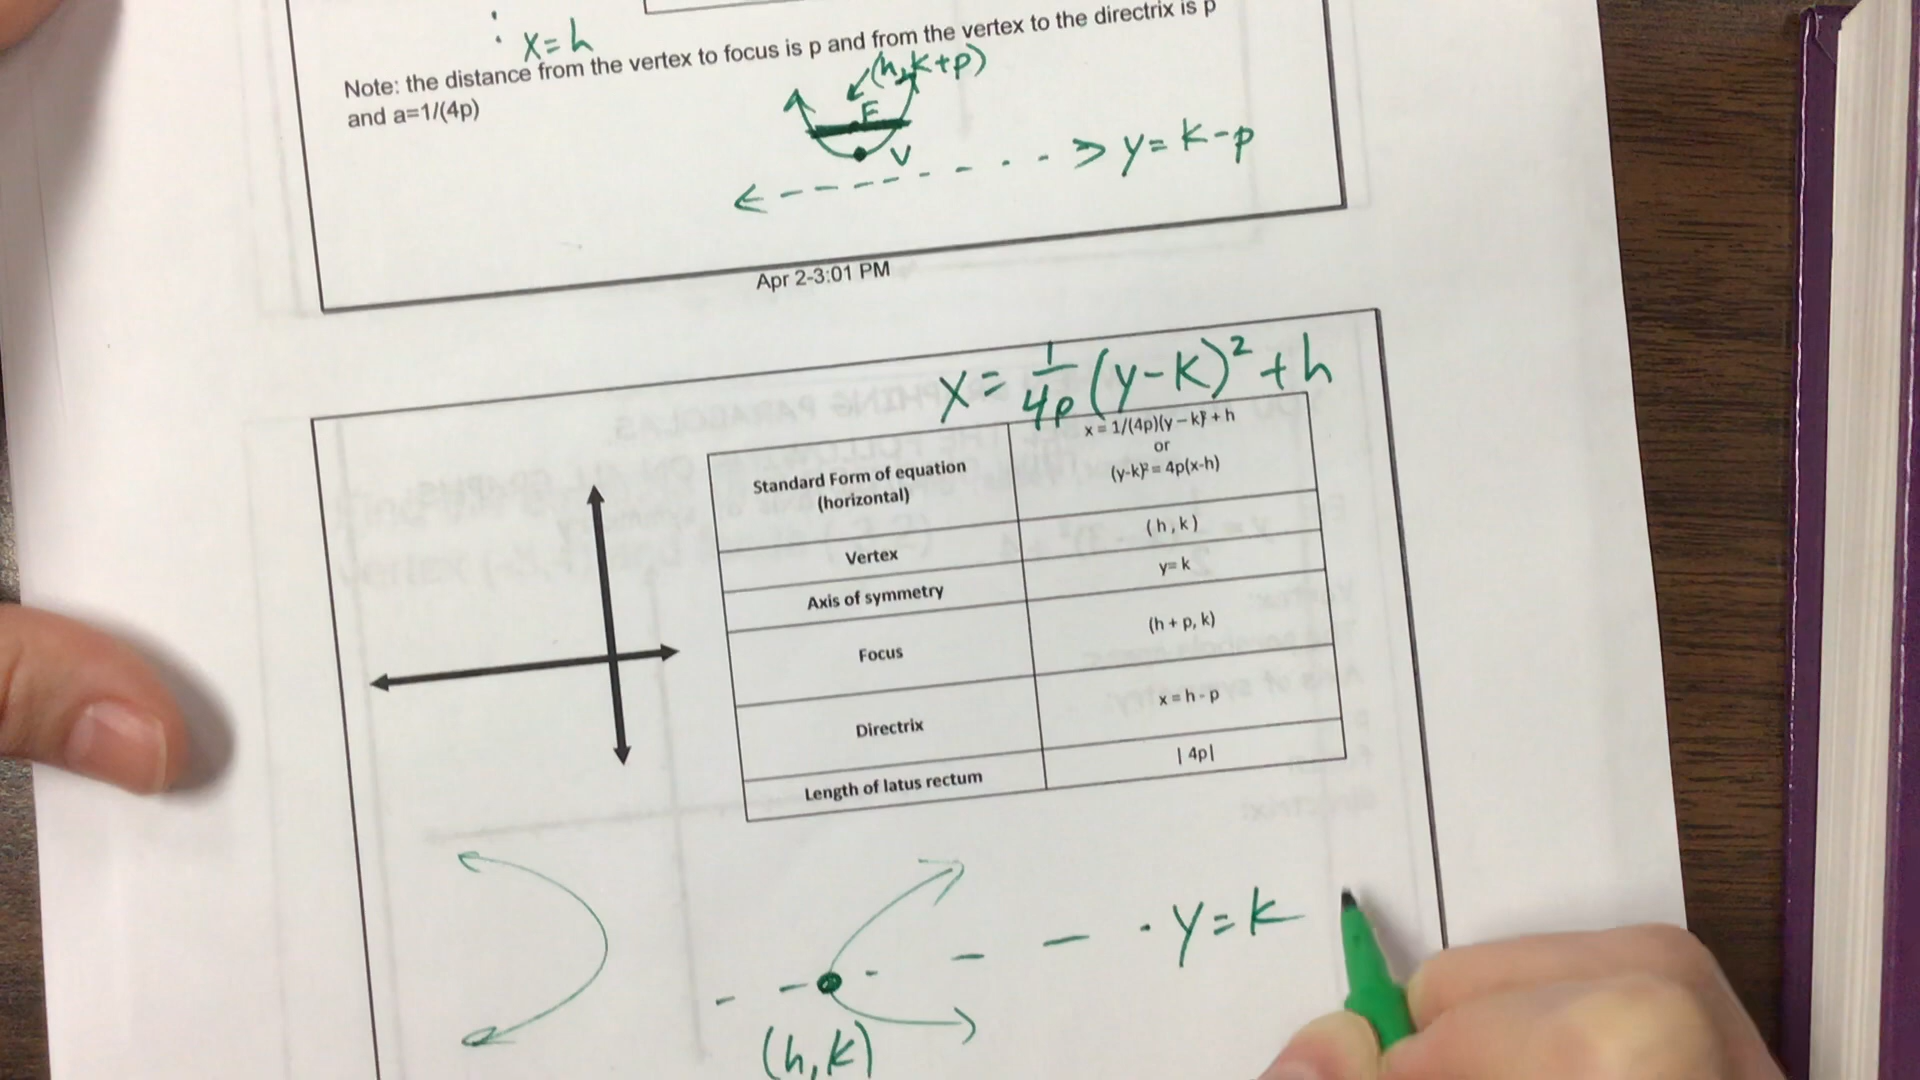 x=h
Note: the distance from the vertex to focus is p and from the vertex to the directrix is p
and a=1/(4p)
(h,k+p)
F
V
y=k-p
Apr 2-3:01 PM
x=1/4p(y-k)²+h
Standard Form of equation
(horizontal)
x = 1/(4p)(y – k)² + h
or
(y-k)² = 4p(x-h)
Vertex
(h, k)
Axis of symmetry
y= k
Focus
(h + p, k)
Directrix
x = h - p
Length of latus rectum
| 4p|
y=k
(h,k)